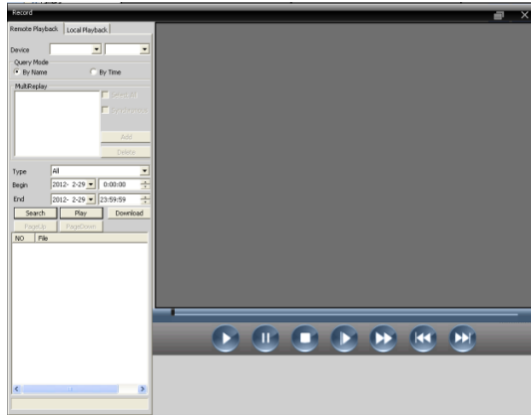 Record
Remote Playback Local Playback
Device
Query Mode
By Name By Time
MultiReplay
Add
Delete
Type All
Begin 2012- 2-29 0:00:00
End 2012- 2-29 23:59:59
Search Play Download
PageUp PageDown
NO File